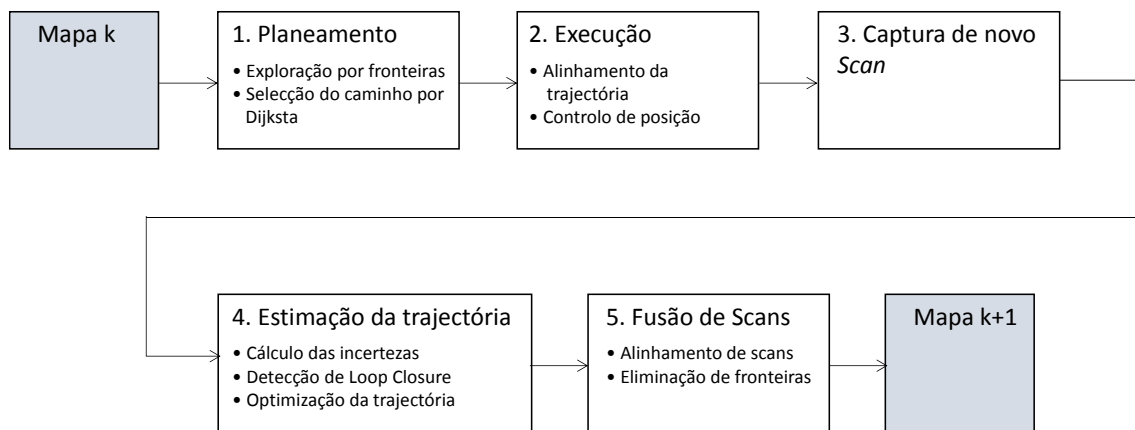 Mapa k
1. Planeamento
• Exploração por fronteiras
• Selecção do caminho por
Dijksta
2. Execução
• Alinhamento da
trajectória
• Controlo de posição
3. Captura de novo
Scan
4. Estimação da trajectória
• Cálculo das incertezas
• Detecção de Loop Closure
• Optimização da trajectória
5. Fusão de Scans
• Alinhamento de scans
• Eliminação de fronteiras
Mapa k+1